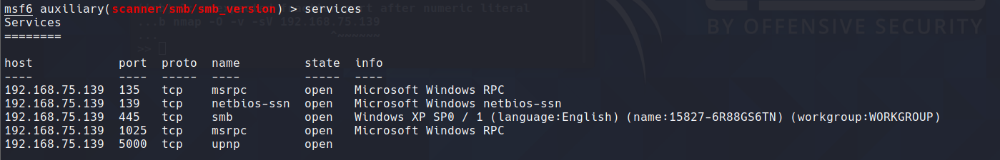 msf6 auxiliary(scanner/smb/smb_version) > services
Services
========
...b nmap -O -v -sV 192.168.75.139
... ^~~~~~~
>>
BY OFFENSIVE SECURITY
host port proto name state info
---- ---- ----- ---- ----- ----
192.168.75.139 135 tcp msrpc open Microsoft Windows RPC
192.168.75.139 139 tcp netbios-ssn open Microsoft Windows netbios-ssn
192.168.75.139 445 tcp smb open Windows XP SP0 / 1 (language:English) (name:15827-6R88GS6TN) (workgroup:WORKGROUP)
192.168.75.139 1025 tcp msrpc open Microsoft Windows RPC
192.168.75.139 5000 tcp upnp open